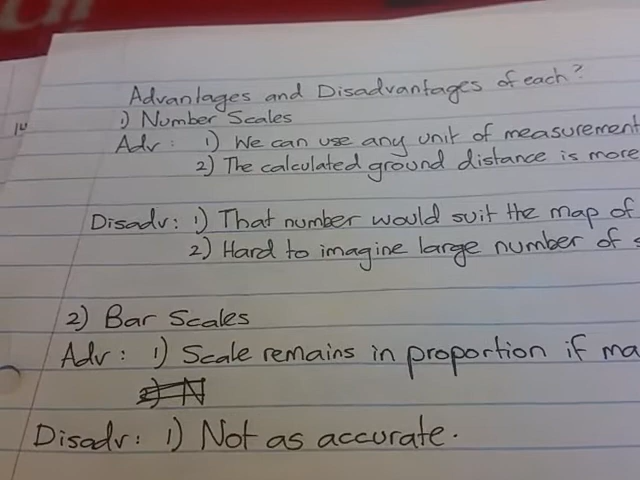 Advantages and Disadvantages of each?
1) Number Scales
Adv: 1) We can use any unit of measurement
2) The calculated ground distance is more
Disadv: 1) That number would suit the map of
2) Hard to imagine large number of
2) Bar Scales
Adv: 1) Scale remains in proportion if ma
2) N
Disadv: 1) Not as accurate.